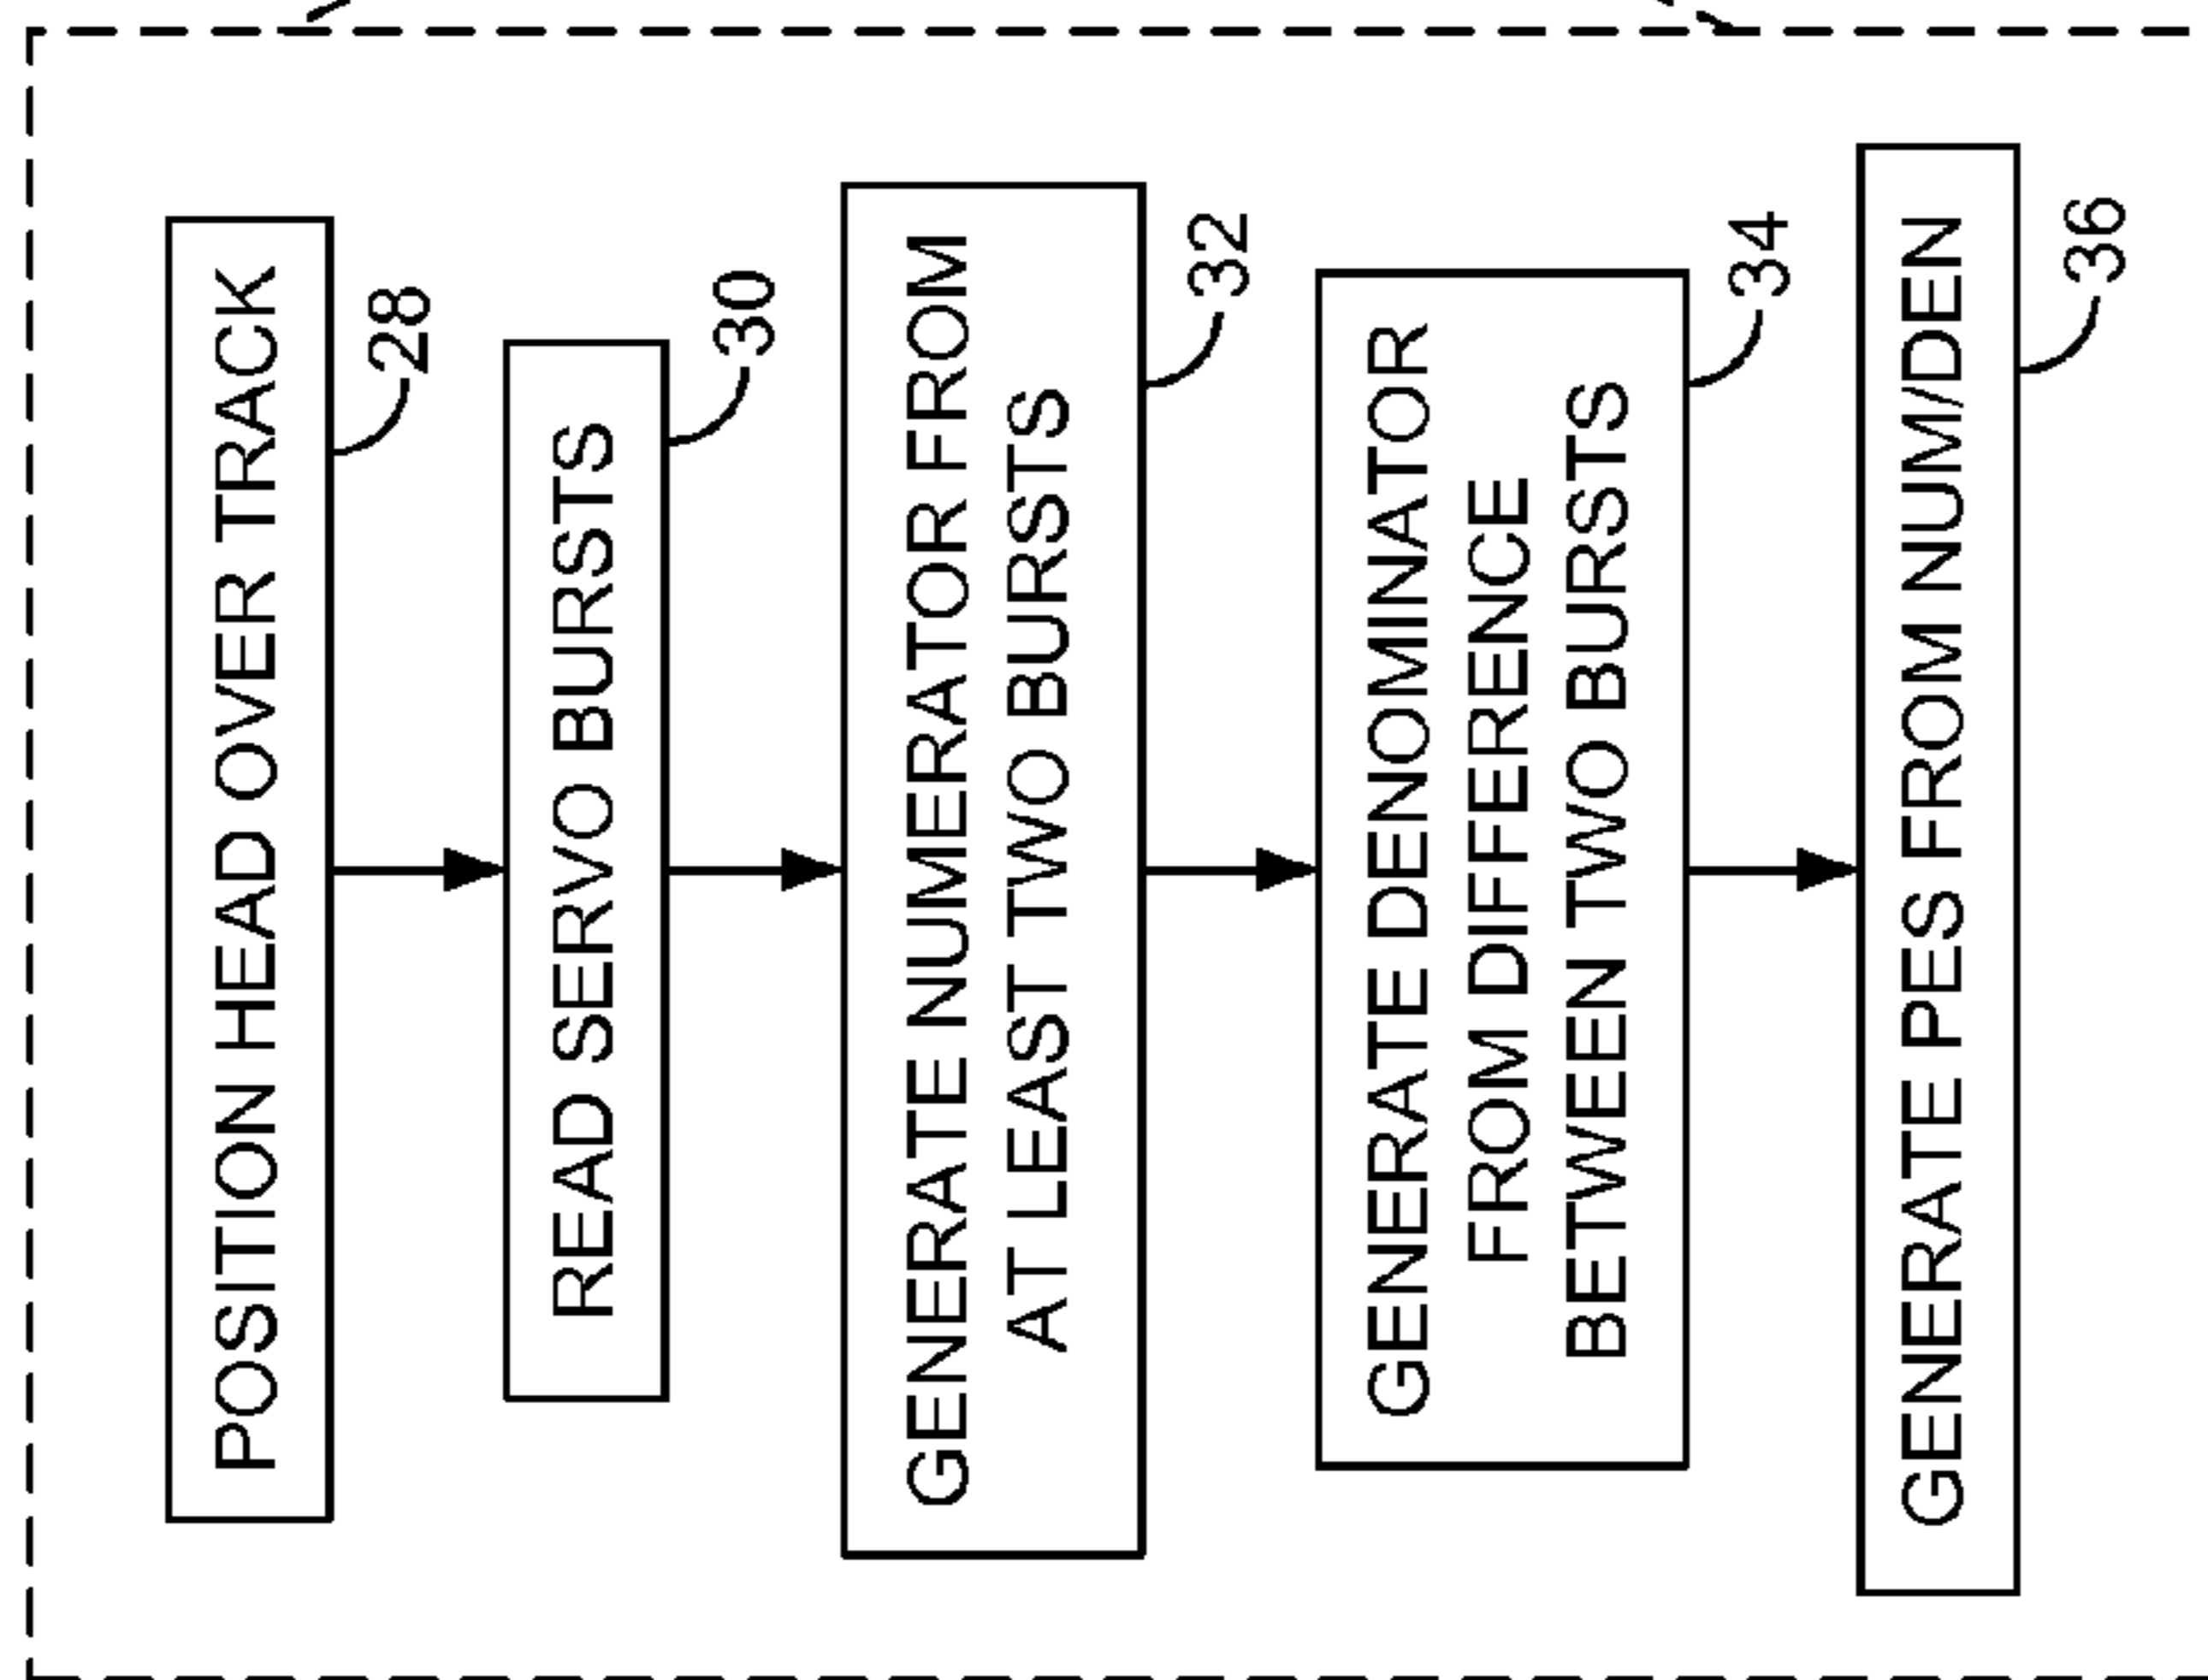 POSITION HEAD OVER TRACK
28
READ SERVO BURSTS
30
GENERATE NUMERATOR FROM
AT LEAST TWO BURSTS
32
GENERATE DENOMINATOR
FROM DIFFERENCE
BETWEEN TWO BURSTS
34
GENERATE PES FROM NUM/DEN
36